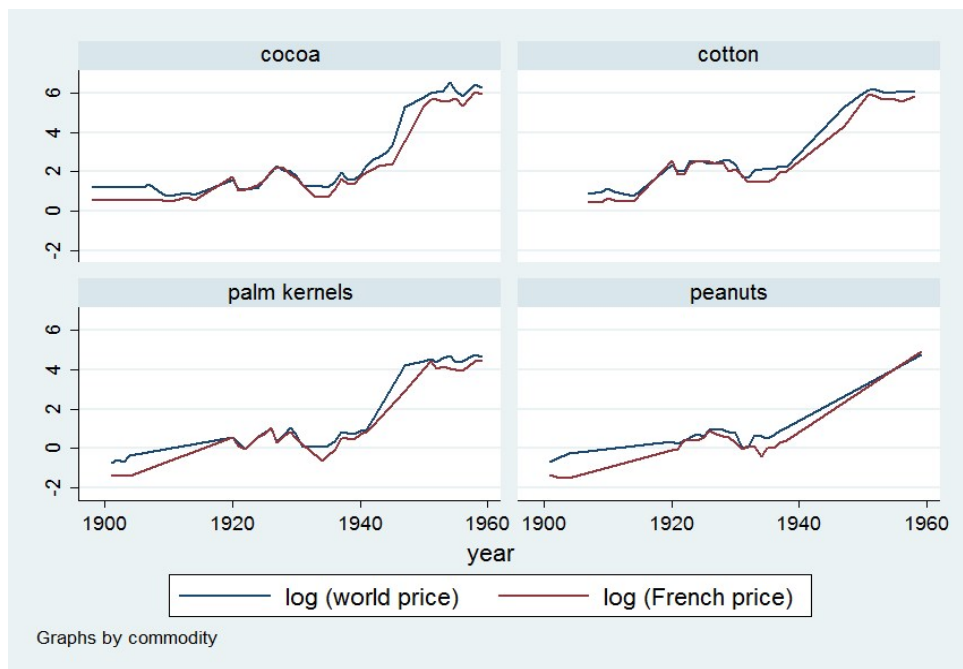 cocoa
cotton
6
4
2
0
-2
palm kernels
peanuts
6
4
2
0
-2
1900 1920 1940 1960 1900 1920 1940 1960
year
log (world price) log (French price)
Graphs by commodity